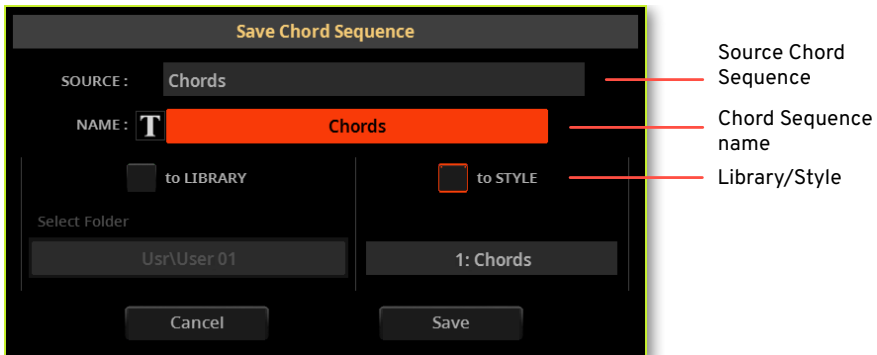 Save Chord Sequence
SOURCE : Chords
Source Chord
Sequence
NAME : T Chords
Chord Sequence
name
to LIBRARY to STYLE
Library/Style
Select Folder
Usr\User 01 1: Chords
Cancel Save